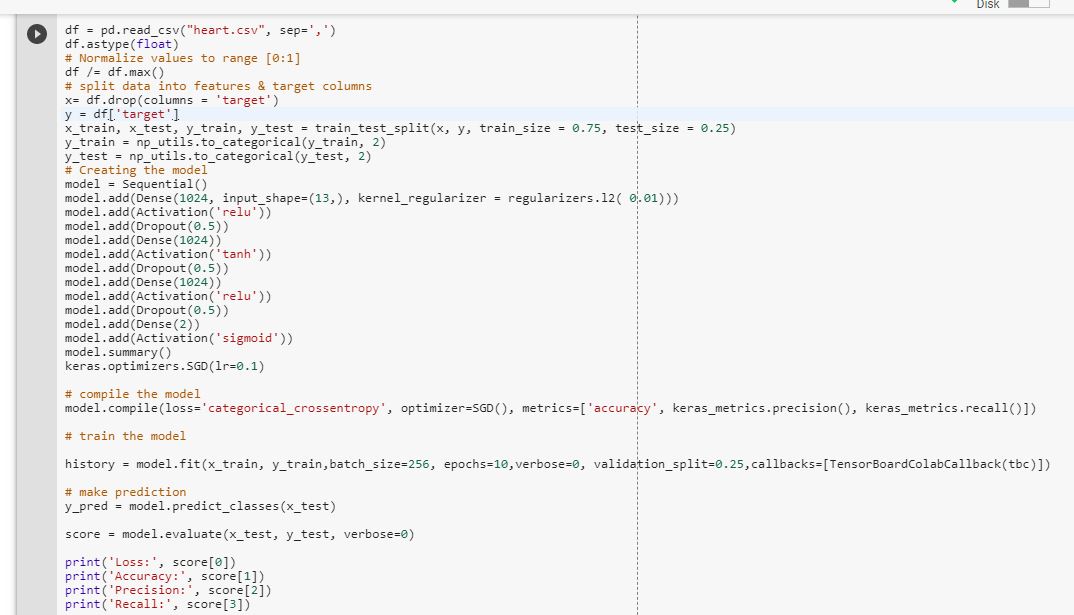 Disk
df = pd.read_csv("heart.csv", sep=',')
df.astype(float)
# Normalize values to range [0:1]
df /= df.max()
# split data into features & target columns
x= df.drop(columns = 'target')
y = df['target']
x_train, x_test, y_train, y_test = train_test_split(x, y, train_size = 0.75, test_size = 0.25)
y_train = np_utils.to_categorical(y_train, 2)
y_test = np_utils.to_categorical(y_test, 2)
# Creating the model
model = Sequential()
model.add(Dense(1024, input_shape=(13,), kernel_regularizer = regularizers.l2( 0.01)))
model.add(Activation('relu'))
model.add(Dropout(0.5))
model.add(Dense(1024))
model.add(Activation('tanh'))
model.add(Dropout(0.5))
model.add(Dense(1024))
model.add(Activation('relu'))
model.add(Dropout(0.5))
model.add(Dense(2))
model.add(Activation('sigmoid'))
model.summary()
keras.optimizers.SGD(lr=0.1)
# compile the model
model.compile(loss='categorical_crossentropy', optimizer=SGD(), metrics=['accuracy', keras_metrics.precision(), keras_metrics.recall()])
# train the model
history = model.fit(x_train, y_train,batch_size=256, epochs=10,verbose=0, validation_split=0.25,callbacks=[TensorBoardColabCallback(tbc)])
# make prediction
y_pred = model.predict_classes(x_test)
score = model.evaluate(x_test, y_test, verbose=0)
print('Loss:', score[0])
print('Accuracy:', score[1])
print('Precision:', score[2])
print('Recall:', score[3])